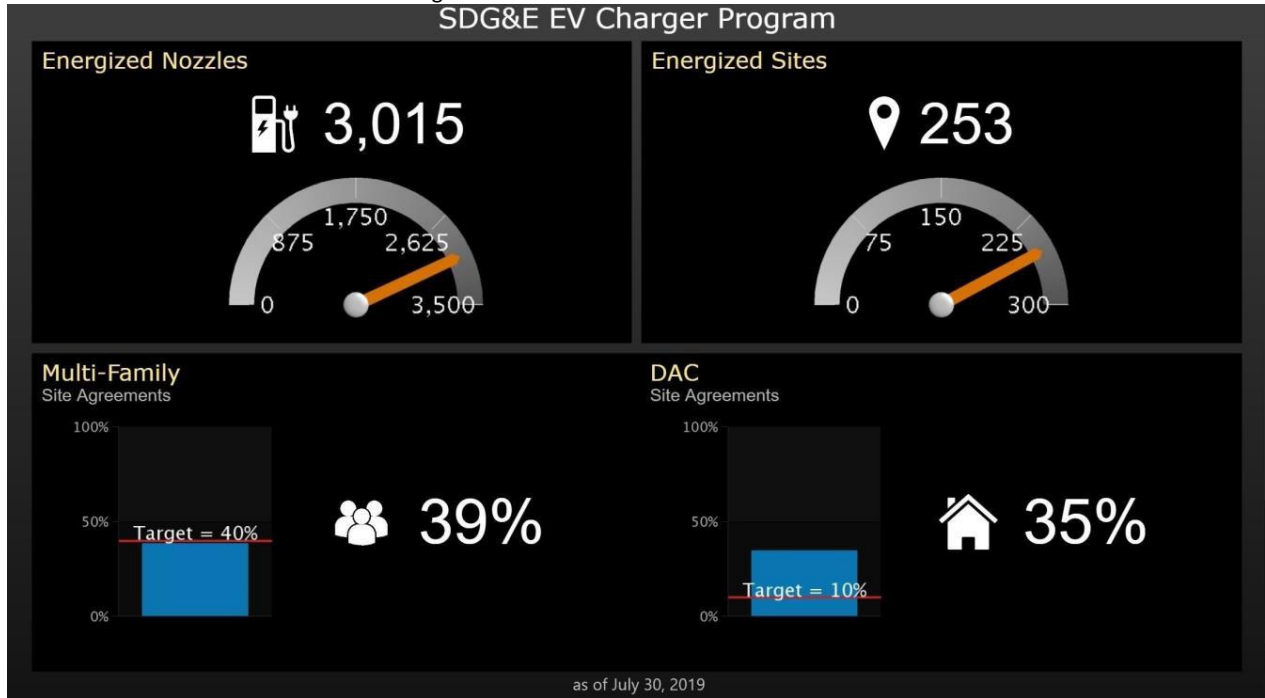 SDG&E EV Charger Program
Energized Nozzles
3,015
0
875
1,750
2,625
3,500
Energized Sites
253
0
75
150
225
300
Multi-Family
Site Agreements
100%
50%
0%
Target = 40%
39%
DAC
Site Agreements
100%
50%
0%
Target = 10%
35%
as of July 30, 2019